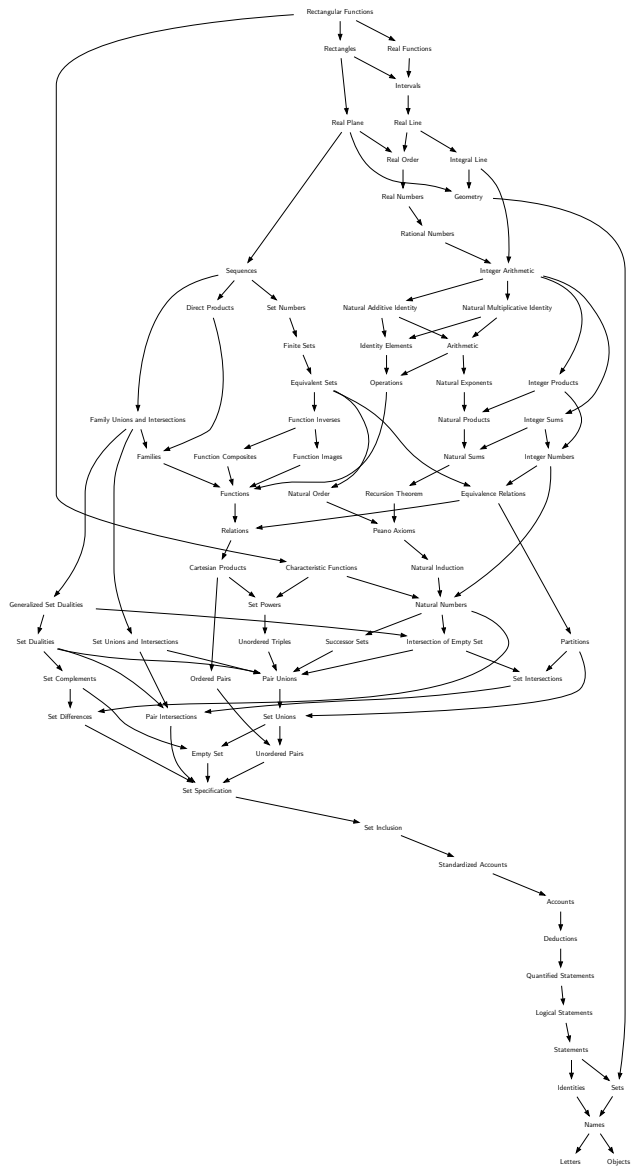 Rectangular Functions
Rectangles
Real Functions
Intervals
Real Plane
Real Line
Real Order
Integral Line
Real Numbers
Geometry
Rational Numbers
Sequences
Integer Arithmetic
Direct Products
Set Numbers
Natural Additive Identity
Natural Multiplicative Identity
Finite Sets
Identity Elements
Arithmetic
Equivalent Sets
Operations
Natural Exponents
Integer Products
Family Unions and Intersections
Function Inverses
Natural Products
Integer Sums
Families
Function Composites
Function Images
Natural Sums
Integer Numbers
Functions
Natural Order
Recursion Theorem
Equivalence Relations
Relations
Peano Axioms
Cartesian Products
Characteristic Functions
Natural Induction
Generalized Set Dualities
Set Powers
Natural Numbers
Set Dualities
Set Unions and Intersections
Unordered Triples
Successor Sets
Intersection of Empty Set
Partitions
Set Complements
Ordered Pairs
Pair Unions
Set Intersections
Set Differences
Pair Intersections
Set Unions
Empty Set
Unordered Pairs
Set Specification
Set Inclusion
Standardized Accounts
Accounts
Deductions
Quantified Statements
Logical Statements
Statements
Identities
Sets
Names
Letters
Objects